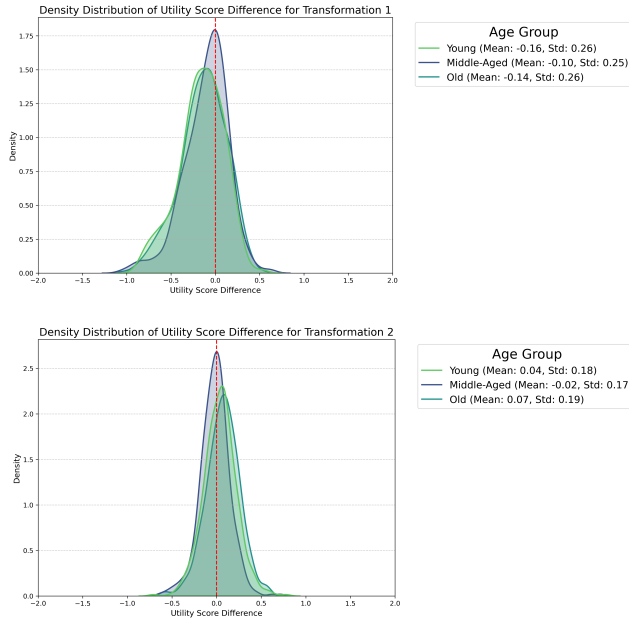 Density Distribution of Utility Score Difference for Transformation 1
Age Group
Young (Mean: -0.16, Std: 0.26)
Middle-Aged (Mean: -0.10, Std: 0.25)
Old (Mean: -0.14, Std: 0.26)
Density
1.75
1.50
1.25
1.00
0.75
0.50
0.25
0.00
−2.0 −1.5 −1.0 −0.5 0.0 0.5 1.0 1.5 2.0
Utility Score Difference
Density Distribution of Utility Score Difference for Transformation 2
Age Group
Young (Mean: 0.04, Std: 0.18)
Middle-Aged (Mean: -0.02, Std: 0.17
Old (Mean: 0.07, Std: 0.19)
Density
2.5
2.0
1.5
1.0
0.5
0.0
−2.0 −1.5 −1.0 −0.5 0.0 0.5 1.0 1.5 2.0
Utility Score Difference